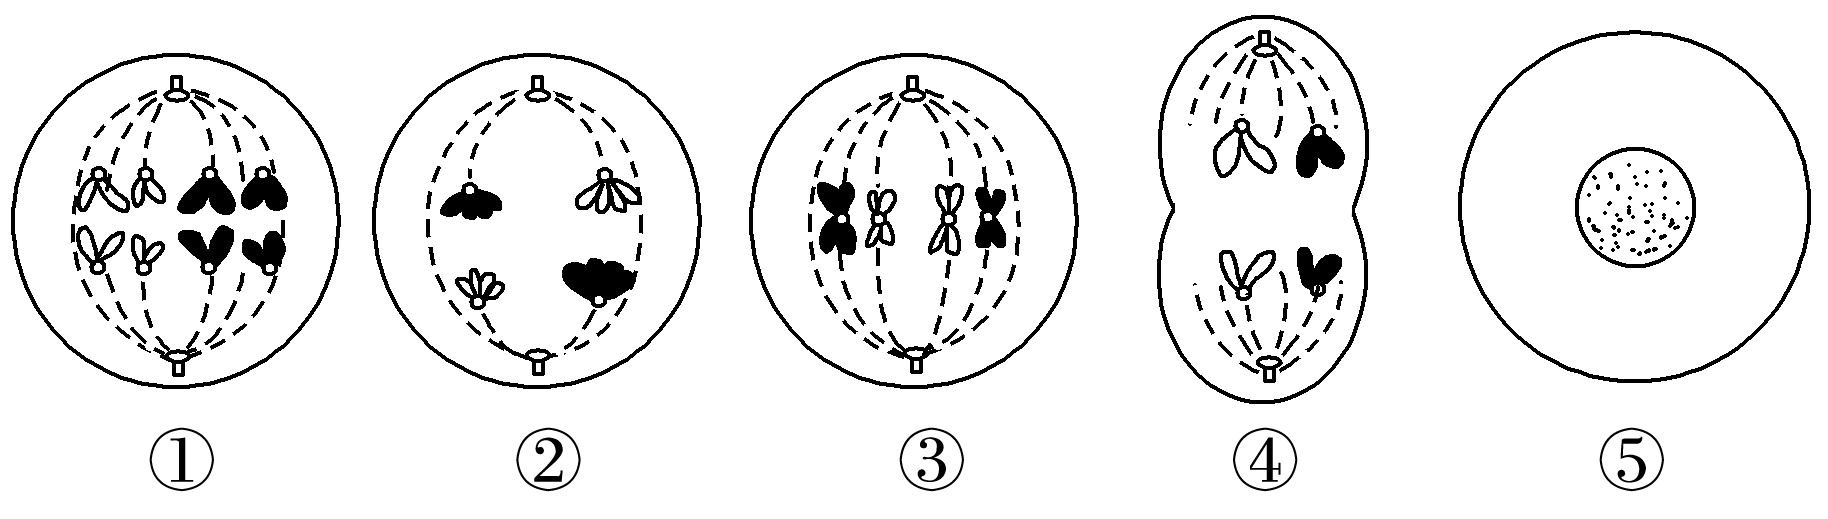 ① ② ③ ④ ⑤